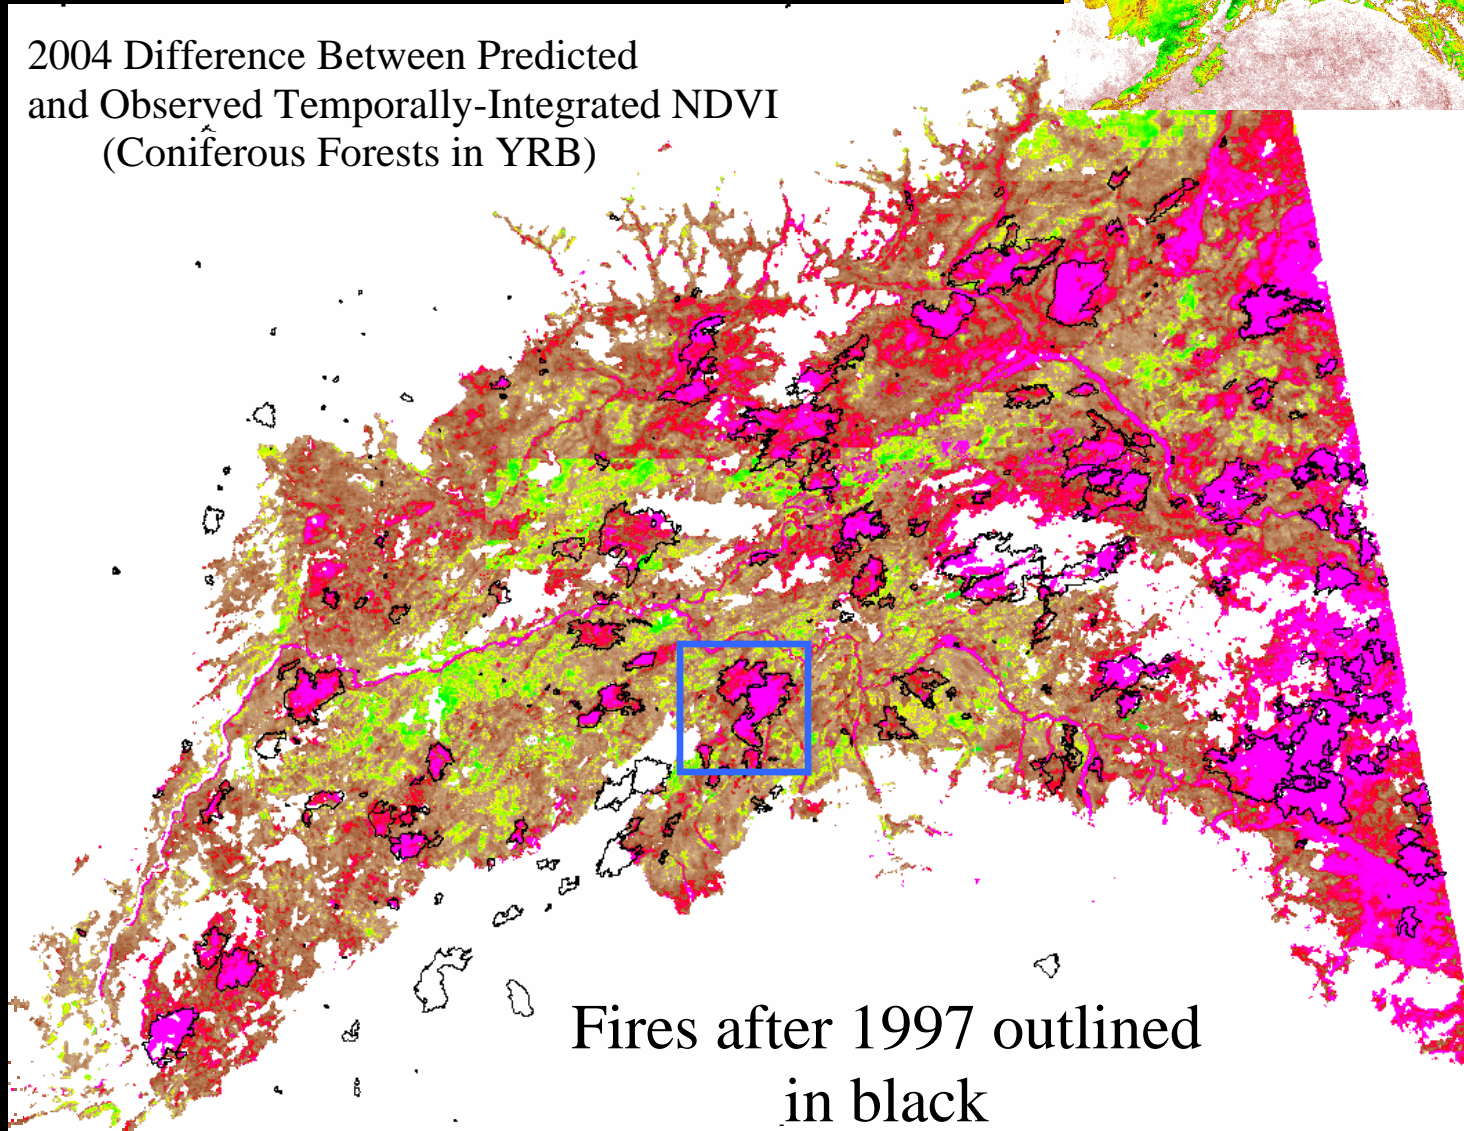 2004 Difference Between Predicted
and Observed Temporally-Integrated NDVI
(Coniferous Forests in YRB)
Fires after 1997 outlined
in black